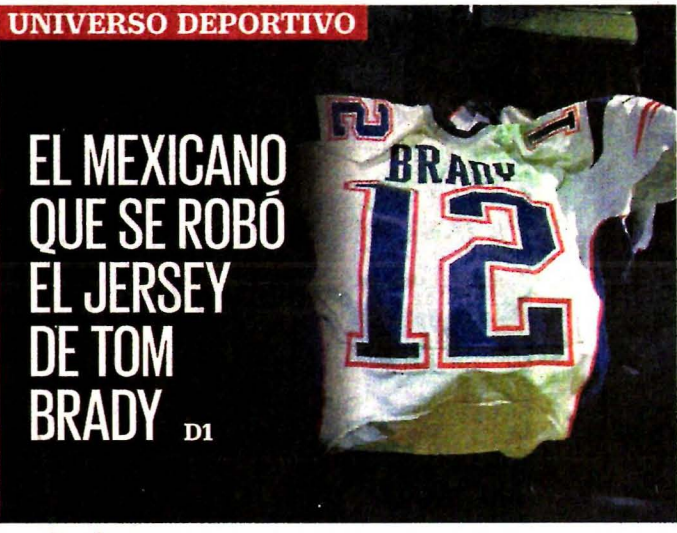 UNIVERSO DEPORTIVO
EL MEXICANO
QUE SE ROBÓ
EL JERSEY
DE TOM
BRADY D1
BRADY
12